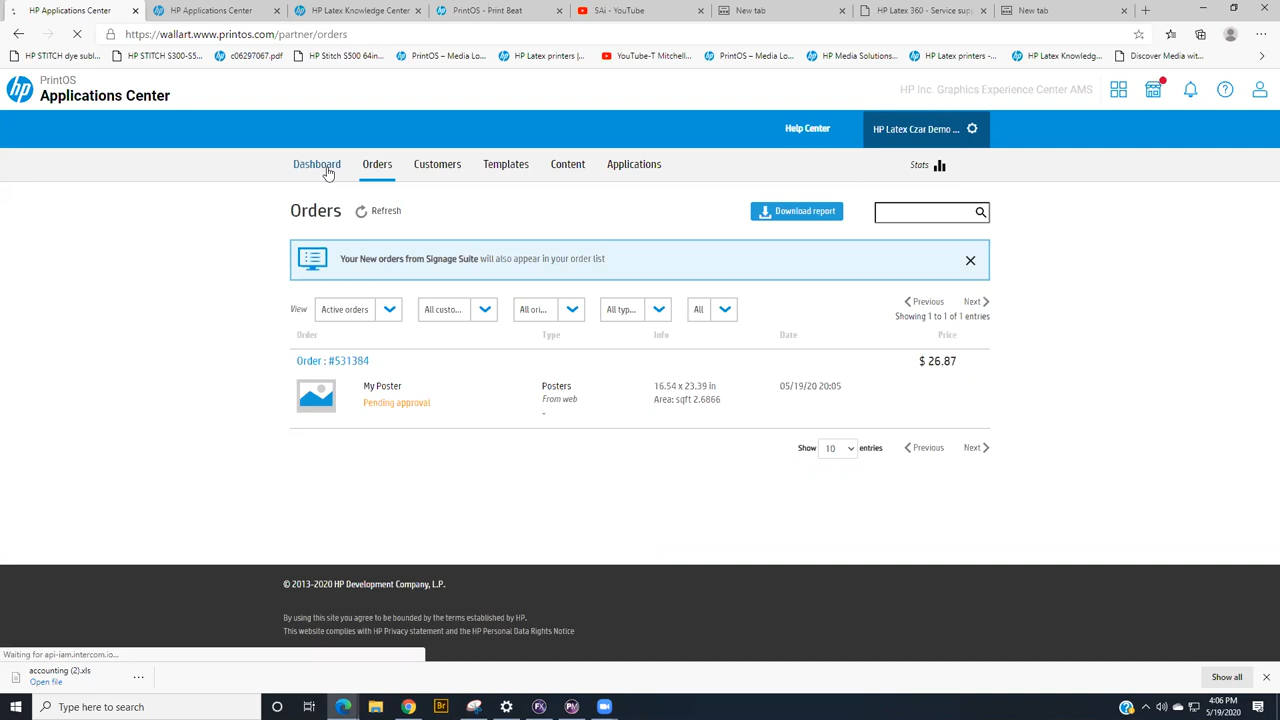 HP Applications Center
HP Applications Center
HP Latex Knowledge Center
PrintOS - Print Beat
SAi - YouTube
New tab
HP Latex 360 - Service supp
New tab
https://wallart.www.printos.com/partner/orders
HP STITCH dye subl...
HP STITCH S300-S5...
c06297067.pdf
HP Stitch S500 64in...
PrintOS – Media Lo...
HP Latex printers |...
YouTube-T Mitchell...
PrintOS – Media Lo...
HP Media Solutions...
HP Latex printers -...
HP Latex Knowledg...
Discover Media wit...
hp
PrintOS
Applications Center
HP Inc. Graphics Experience Center AMS
Help Center
HP Latex Czar Demo ...
Dashboard
Orders
Customers
Templates
Content
Applications
Stats
Orders
Refresh
Download report
Your New orders from Signage Suite will also appear in your order list
View
Active orders
All custo...
All ori...
All typ...
All
Previous
Next
Showing 1 to 1 of 1 entries
Order
Type
Info
Date
Price
Order : #531384
$ 26.87
My Poster
Posters
16.54 x 23.39 in
05/19/20 20:05
Pending approval
From web
Area: sqft 2.6866
-
Show 10 entries
Previous
Next
© 2013-2020 HP Development Company, L.P.
By using this site you agree to be bounded by the terms established by HP.
This website complies with HP Privacy statement and the HP Personal Data Rights Notice
Waiting for api-iam.intercom.io...
accounting (2).xls
Open file
Show all
Type here to search
Br
FX
PM
4:06 PM
5/19/2020